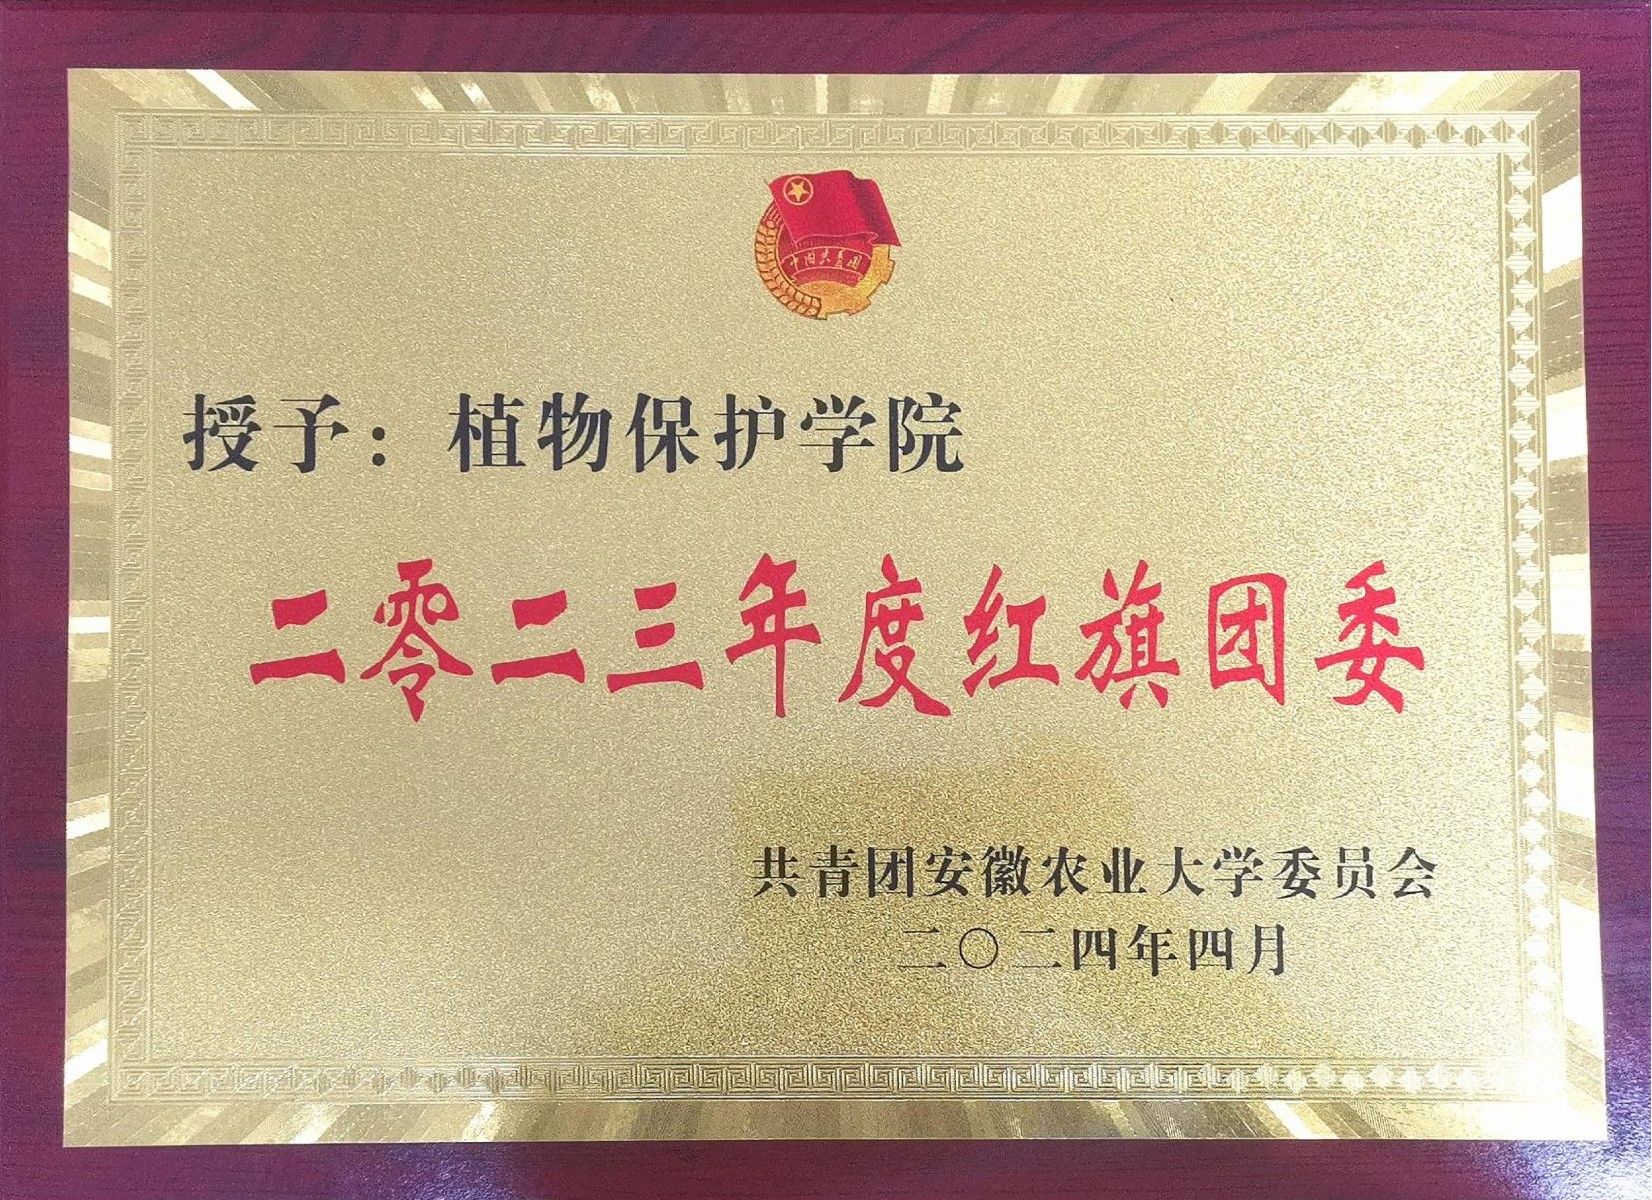 中国共青团
授予：植物保护学院
二零二三年度红旗团委
共青团安徽农业大学委员会
二〇二四年四月